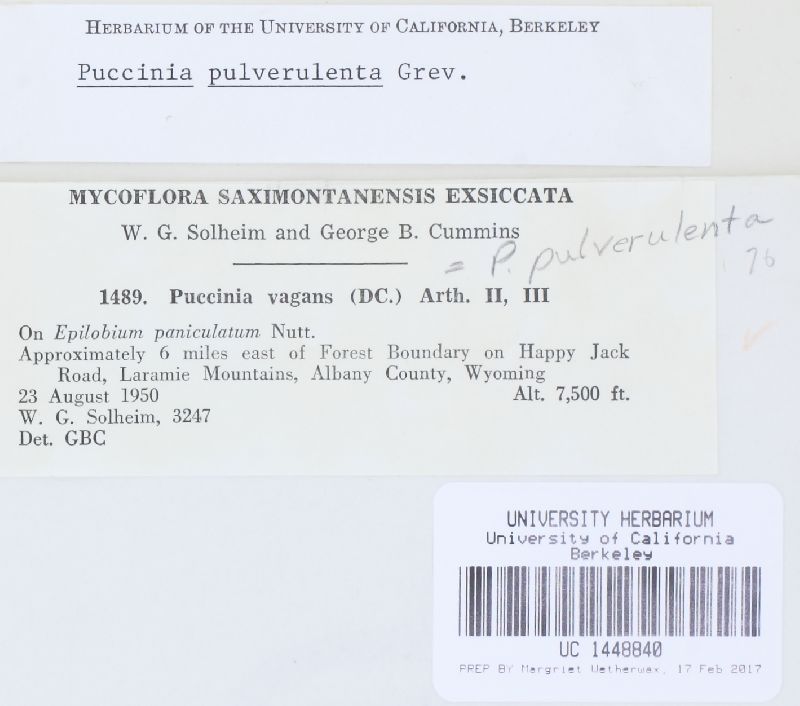 HERBARIUM OF THE UNIVERSITY OF CALIFORNIA, BERKELEY
Puccinia pulverulenta Grev.
MYCOFLORA SAXIMONTANENSIS EXSICCATA
W. G. Solheim and George B. Cummins
= P. pulverulenta
76
1489. Puccinia vagans (DC.) Arth. II, III
On Epilobium paniculatum Nutt.
Approximately 6 miles east of Forest Boundary on Happy Jack
Road, Laramie Mountains, Albany County, Wyoming
23 August 1950 Alt. 7,500 ft.
W. G. Solheim, 3247
Det. GBC
UNIVERSITY HERBARIUM
University of California
Berkeley
UC 1448840
PREP BY Margriet Wetherwax, 17 Feb 2017